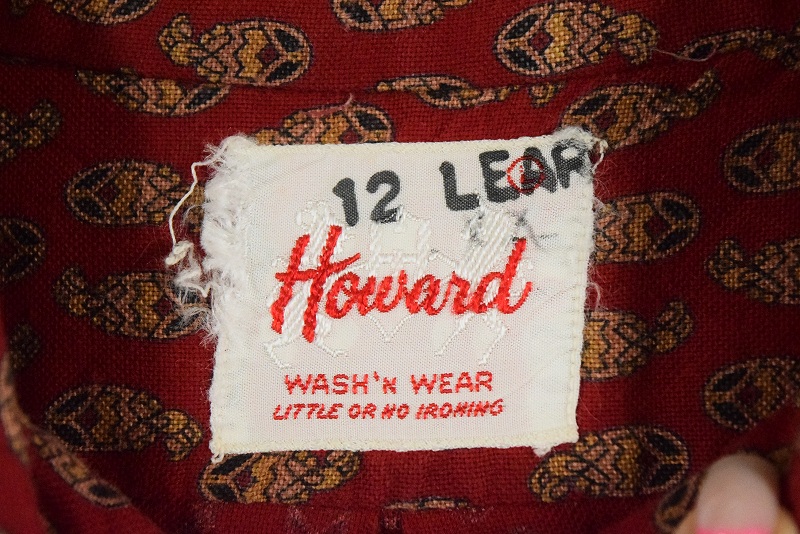 12 LEAR
Howard
WASH'N WEAR
LITTLE OR NO IRONING